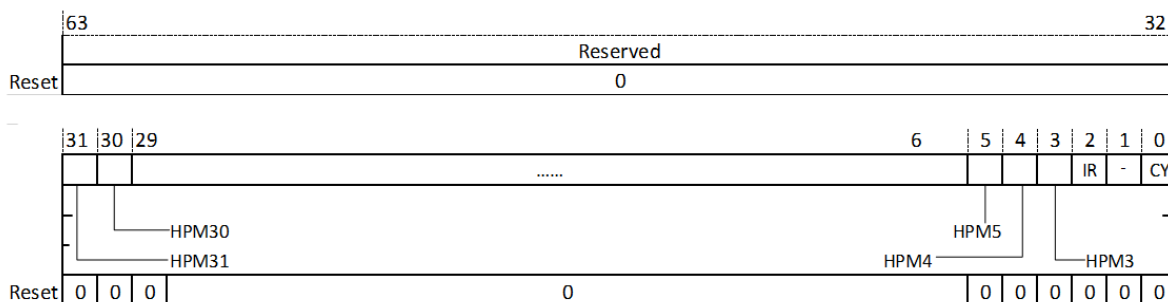 63 32
Reserved
Reset 0
31 30 29 6 5 4 3 2 1 0
...... IR - CY
HPM30 HPM5
HPM31 HPM4 HPM3
Reset 0 0 0 0 0 0 0 0 0 0